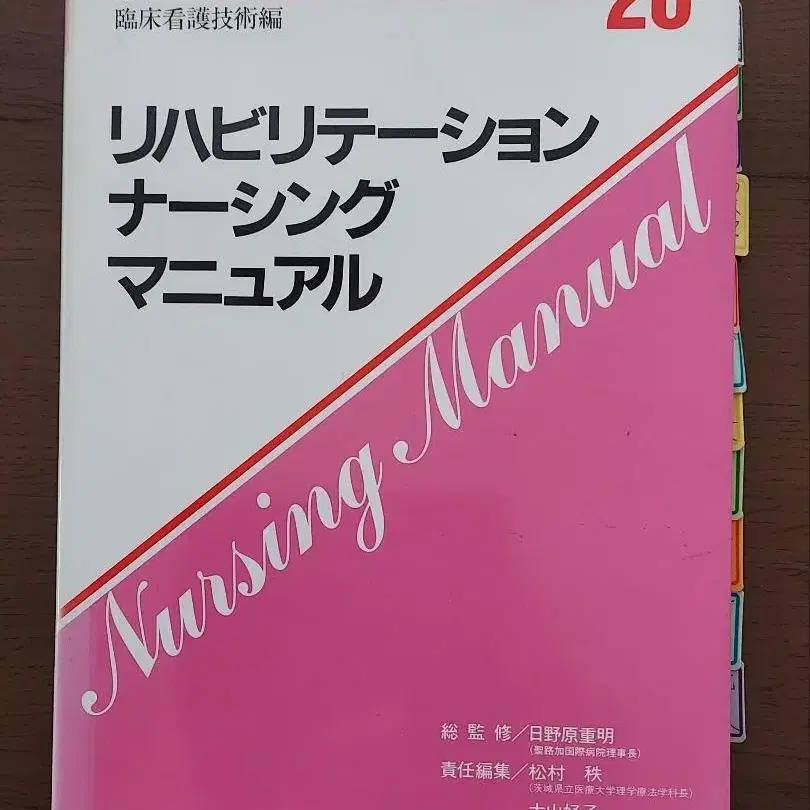 臨床看護技術編
20
リハビリテーション
ナーシング
マニュアル
Nursing Manual
総監修／日野原重明
（聖路加国際病院理事長）
責任編集／松村　秩
（茨城県立医療大学理学療法学科長）